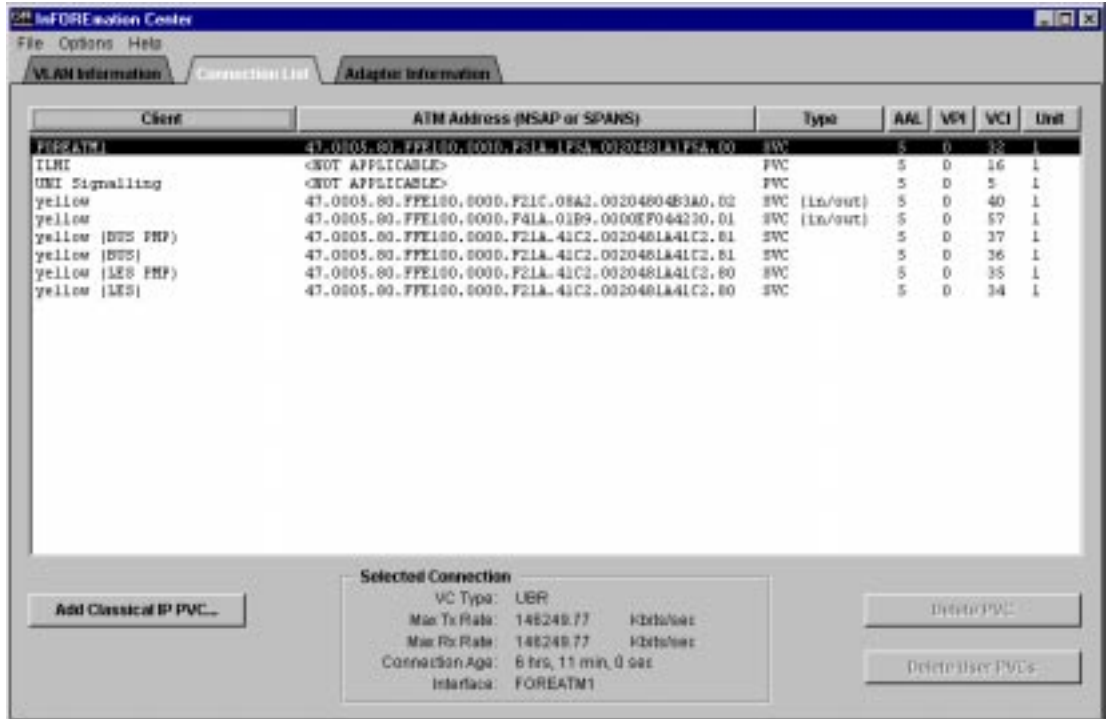 InFOREmation Center
File Options Help
VLAN Information Connection List Adapter Information
Client ATM Address (NSAP or SPANS) Type AAL VPI VCI Unit
FOREATM1 47.0005.80.FFE100.0000.F51A.1F5A.0020481A1F5A.00 SVC 5 0 32 1
ILMI <NOT APPLICABLE> PVC 5 0 16 1
UNI Signalling <NOT APPLICABLE> PVC 5 0 5 1
yellow 47.0005.80.FFE100.0000.F21C.08A2.00204804B3A0.02 SVC (in/out) 5 0 40 1
yellow 47.0005.80.FFE100.0000.F41A.01B9.0000EF044230.01 SVC (in/out) 5 0 57 1
yellow (BUS PMP) 47.0005.80.FFE100.0000.F21A.41C2.0020481A41C2.81 SVC 5 0 37 1
yellow (BUS) 47.0005.80.FFE100.0000.F21A.41C2.0020481A41C2.81 SVC 5 0 36 1
yellow (LES PMP) 47.0005.80.FFE100.0000.F21A.41C2.0020481A41C2.80 SVC 5 0 35 1
yellow (LES) 47.0005.80.FFE100.0000.F21A.41C2.0020481A41C2.80 SVC 5 0 34 1
Selected Connection
VC Type: UBR
Add Classical IP PVC... Delete PVC
Max Tx Rate: 146249.77 Kbits/sec
Max Rx Rate: 146249.77 Kbits/sec
Connection Age: 6 hrs, 11 min, 0 sec
Delete User PVCs
Interface: FOREATM1